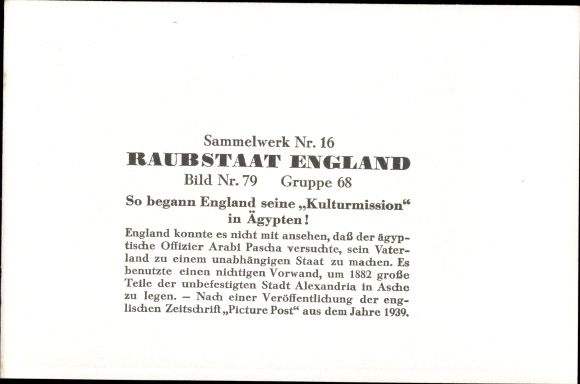 Sammelwerk Nr. 16
RAUBSTAAT ENGLAND
Bild Nr. 79 Gruppe 68
So begann England seine „Kulturmission“
in Ägypten!
England konnte es nicht mit ansehen, daß der ägyp-
tische Offizier Arabi Pascha versuchte, sein Vater-
land zu einem unabhängigen Staat zu machen. Es
benutzte einen nichtigen Vorwand, um 1882 große
Teile der unbefestigten Stadt Alexandria in Asche
zu legen. – Nach einer Veröffentlichung der eng-
lischen Zeitschrift „Picture Post“ aus dem Jahre 1939.